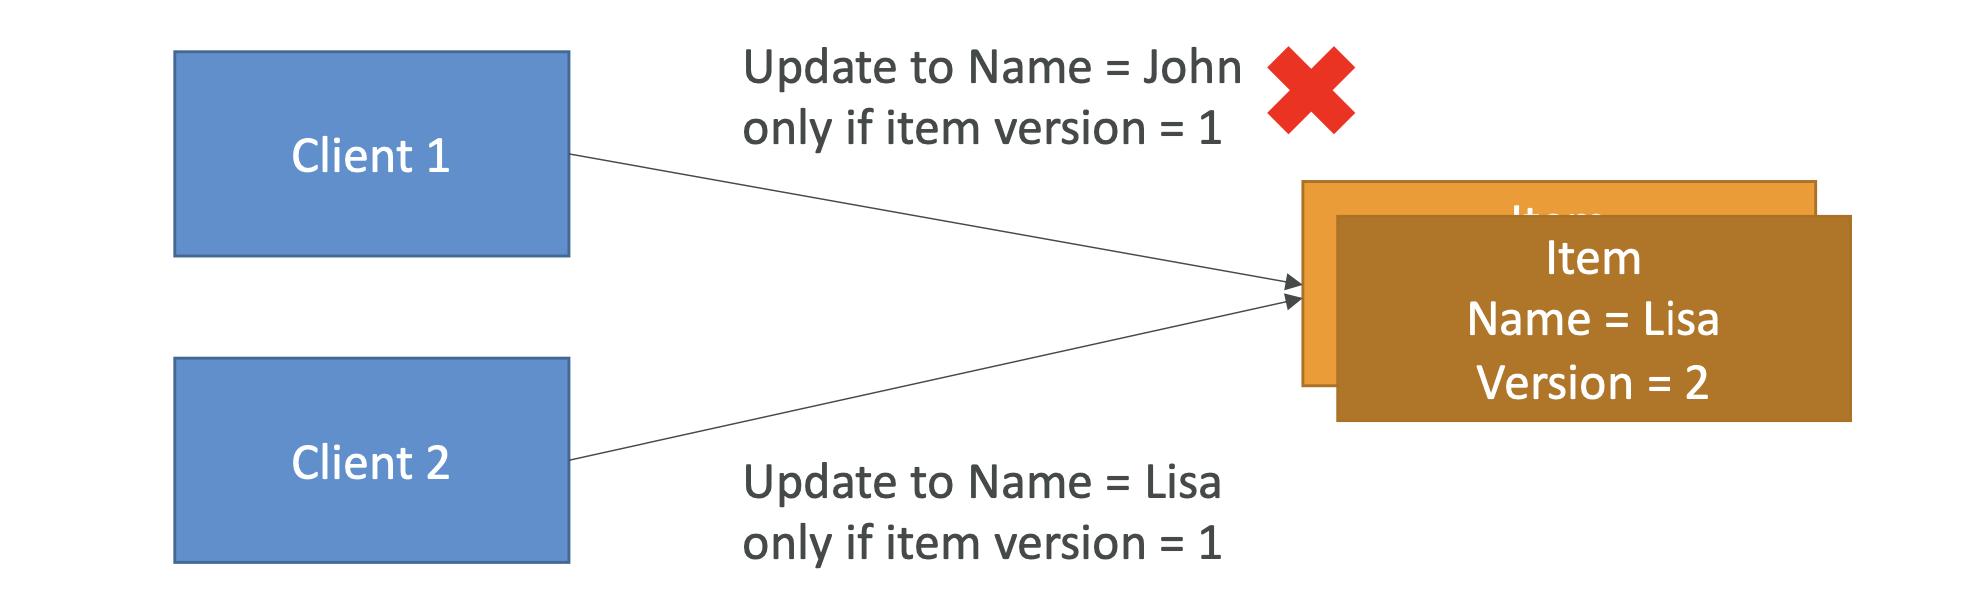 Update to Name = John
only if item version = 1
Client 1
Item
Item
Name = Lisa
Version = 2
Client 2
Update to Name = Lisa
only if item version = 1